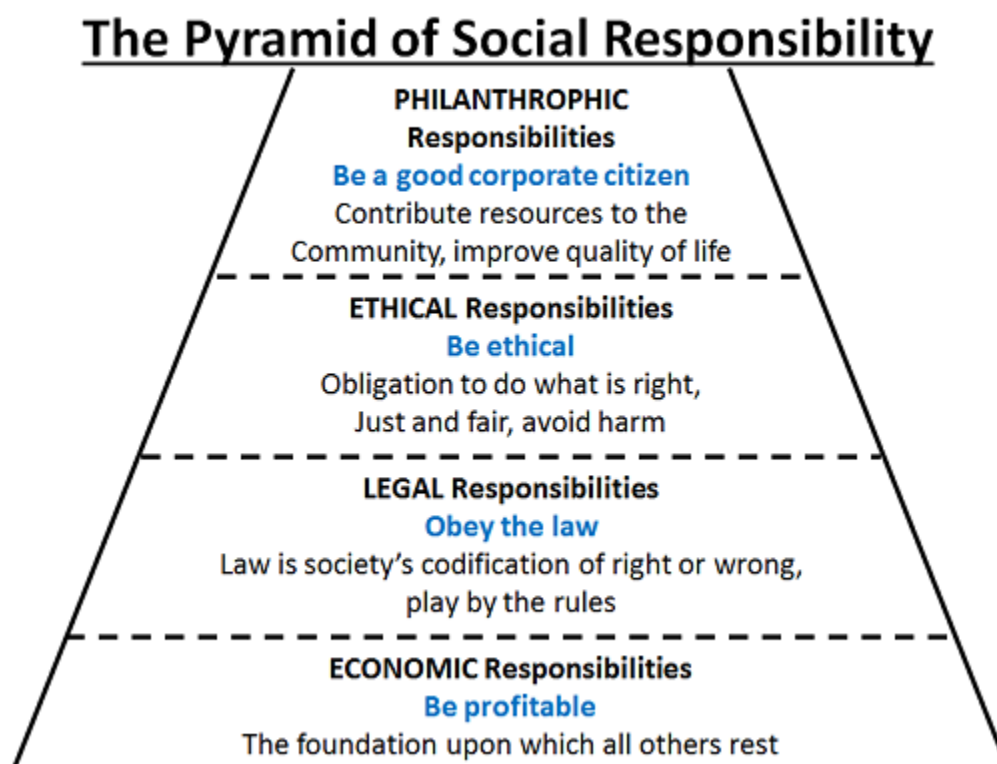 The Pyramid of Social Responsibility
PHILANTHROPHIC
Responsibilities
Be a good corporate citizen
Contribute resources to the
Community, improve quality of life
ETHICAL Responsibilities
Be ethical
Obligation to do what is right,
Just and fair, avoid harm
LEGAL Responsibilities
Obey the law
Law is society’s codification of right or wrong,
play by the rules
ECONOMIC Responsibilities
Be profitable
The foundation upon which all others rest